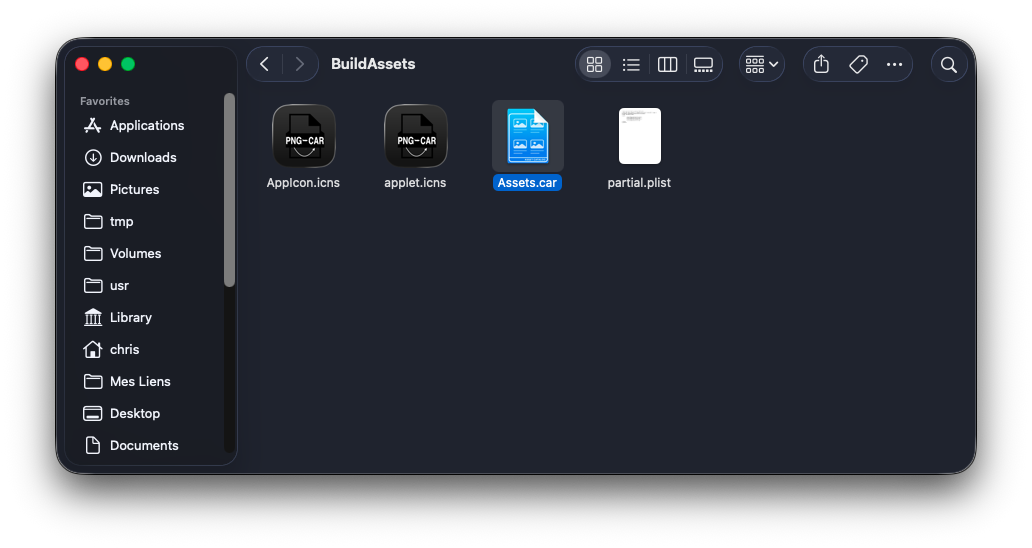 BuildAssets
Favorites
Applications
Downloads
Pictures
tmp
Volumes
usr
Library
chris
Mes Liens
Desktop
Documents
PNG-CAR
AppIcon.icns
PNG-CAR
applet.icns
Assets.car
partial.plist